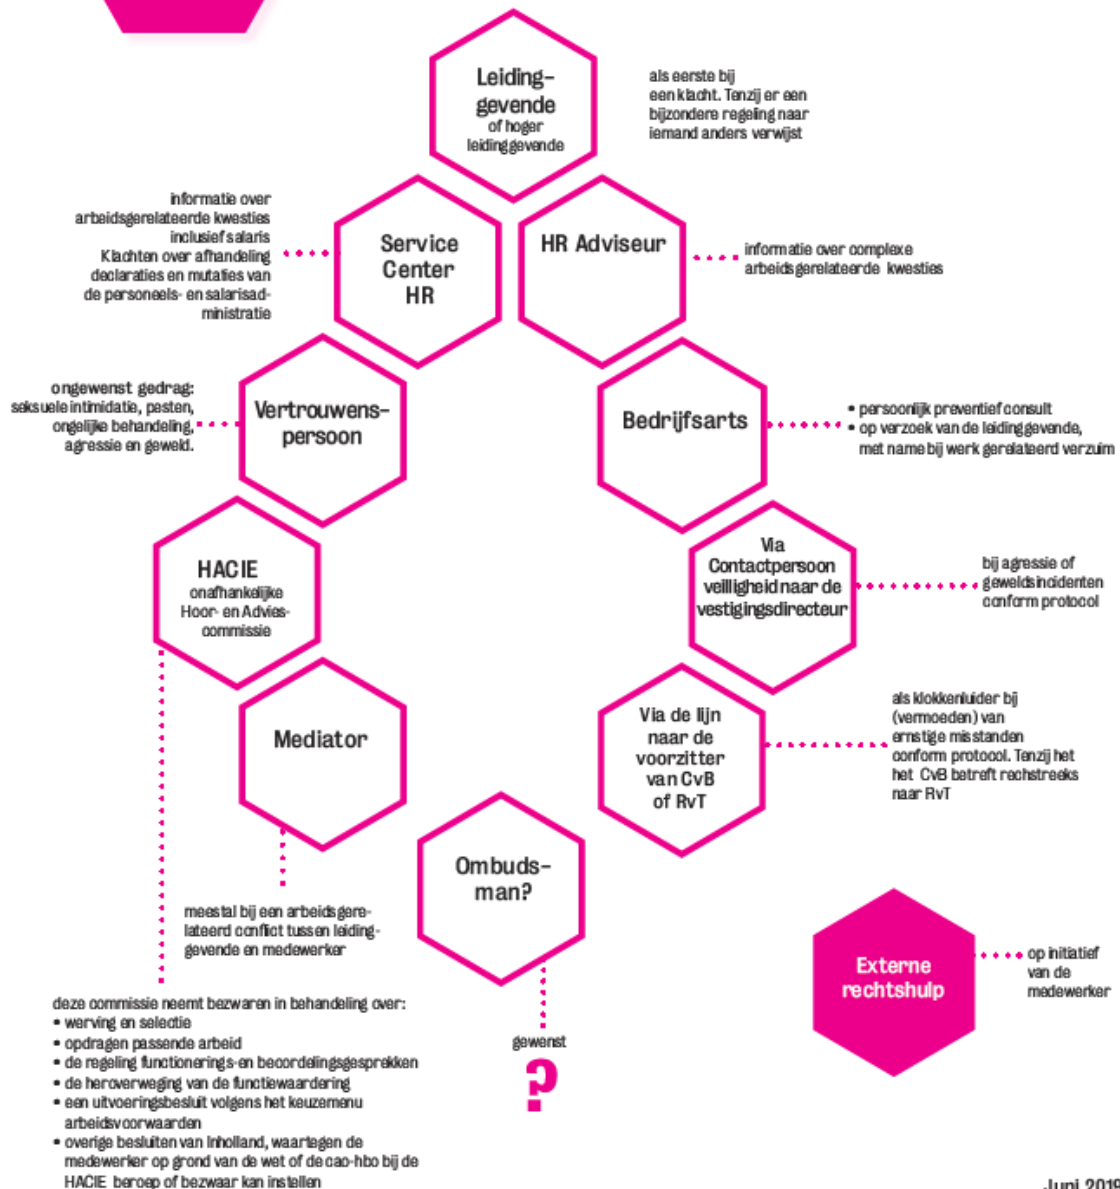 Leiding-
gevende
of hoger
leidinggevende
als eerste bij
een klacht. Tenzij er een
bijzondere regeling naar
iemand anders verwijst
informatie over
arbeidsgerelateerde kwesties
inclusief salaris
Klachten over afhandeling
declaraties en mutaties van
de personeels- en salarisad-
ministratie
Service
Center
HR
HR Adviseur
informatie over complexe
arbeidsgerelateerde kwesties
ongewenst gedrag:
seksuele intimidatie, pesten,
ongelijke behandeling,
agressie en geweld.
Vertrouwens-
persoon
Bedrijfsarts
• persoonlijk preventief consult
• op verzoek van de leidinggevende,
met name bij werk gerelateerd verzuim
HACIE
onafhankelijke
Hoor- en Advies-
commissie
Via
Contactpersoon
veilligheid naar de
vestigingsdirecteur
bij agressie of
geweldsincidenten
conform protocol
Mediator
Via de lijn
naar de
voorzitter
van CvB
of RvT
als klokkenluider bij
(vermoeden) van
ernstige misstanden
conform protocol. Tenzij het
het CvB betreft rechstreeks
naar RvT
Ombuds-
man?
meestal bij een arbeidsgere-
lateerd conflict tussen leiding-
gevende en medewerker
Externe
rechtshulp
op initiatief
van de
medewerker
deze commissie neemt bezwaren in behandeling over:
• werving en selectie
• opdragen passende arbeid
• de regeling functionerings-en beoordelingsgesprekken
• de heroverweging van de functiewaardering
• een uitvoeringsbesluit volgens het keuzemenu
arbeidsvoorwaarden
• overige besluiten van Inholland, waartegen de
medewerker op grond van de wet of de cao-hbo bij de
HACIE beroep of bezwaar kan instellen
gewenst
?
Juni 2019